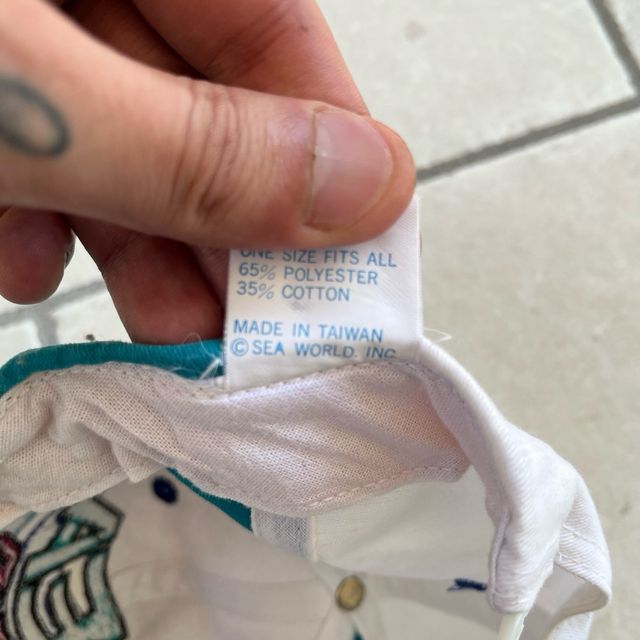 ONE SIZE FITS ALL
65% POLYESTER
35% COTTON
MADE IN TAIWAN
© SEA WORLD, INC.